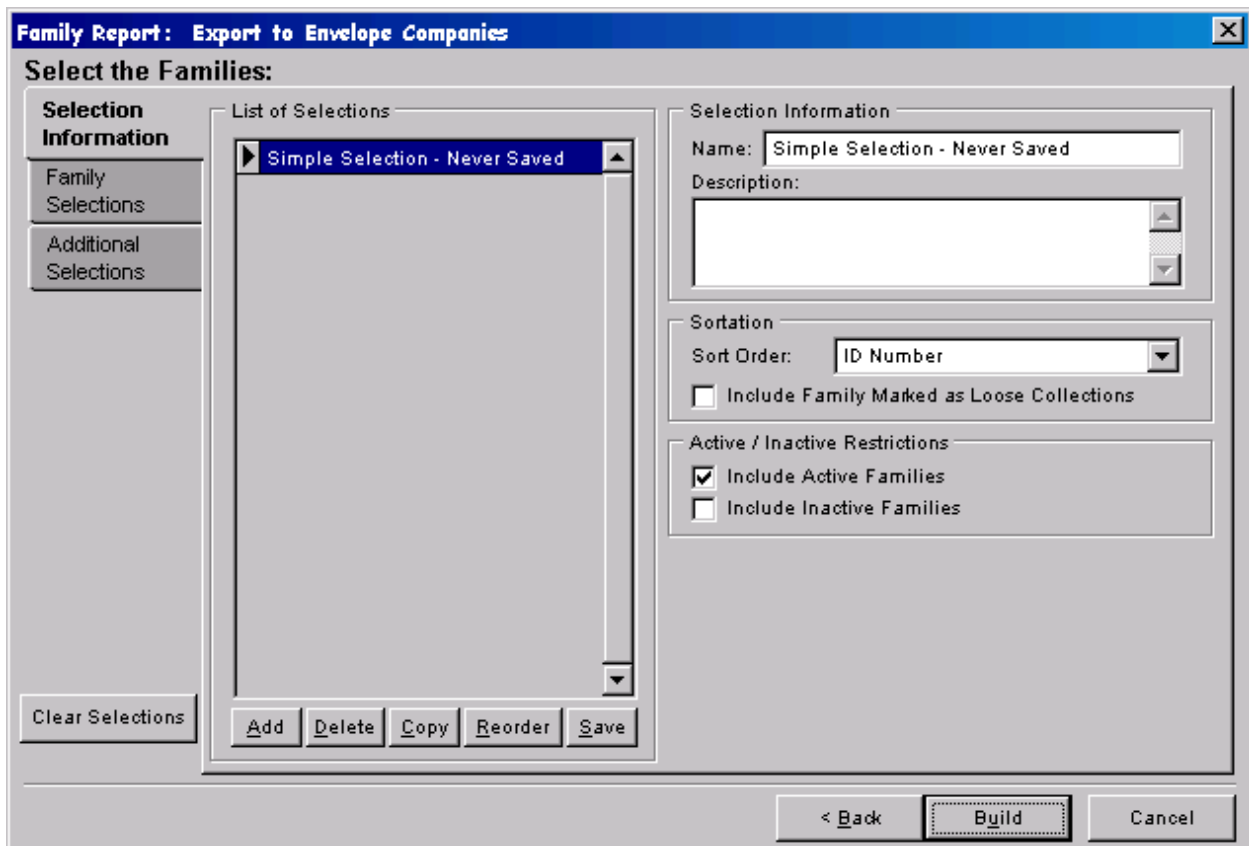 Family Report: Export to Envelope Companies
Select the Families:
Selection
Information
Family
Selections
Additional
Selections
Clear Selections
List of Selections
Simple Selection - Never Saved
Add Delete Copy Reorder Save
Selection Information
Name: Simple Selection - Never Saved
Description:
Sortation
Sort Order: ID Number
Include Family Marked as Loose Collections
Active / Inactive Restrictions
Include Active Families
Include Inactive Families
< Back Build Cancel